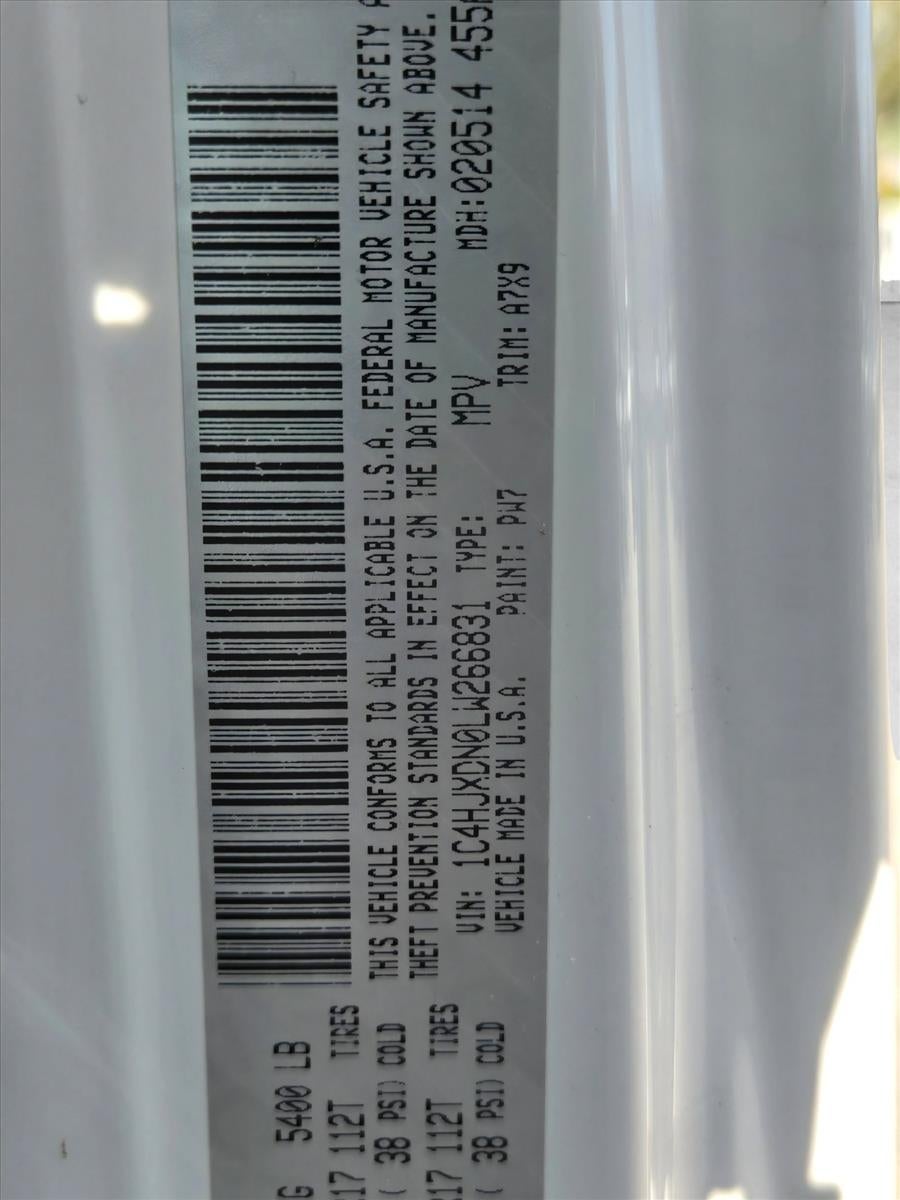 G 5400 LB
17 112T TIRES
( 38 PSI) COLD
R17 112T TIRES
( 38 PSI) COLD
THIS VEHICLE CONFORMS TO ALL APPLICABLE U.S.A. FEDERAL MOTOR VEHICLE SAFETY A
THEFT PREVENTION STANDARDS IN EFFECT ON THE DATE OF MANUFACTURE SHOWN ABOVE.
VIN: 1C4HJXDN0LW266831 TYPE: MPV MDH:020514 455
VEHICLE MADE IN U.S.A. PAINT: PW7 TRIM: A7X9